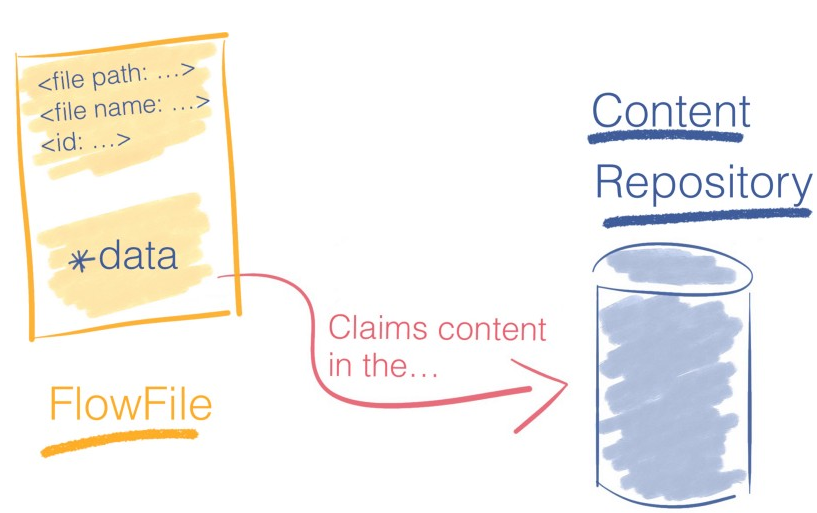 <file path: ...>
<file name: ...>
<id: ...>
*data
FlowFile
Claims content
in the...
Content
Repository